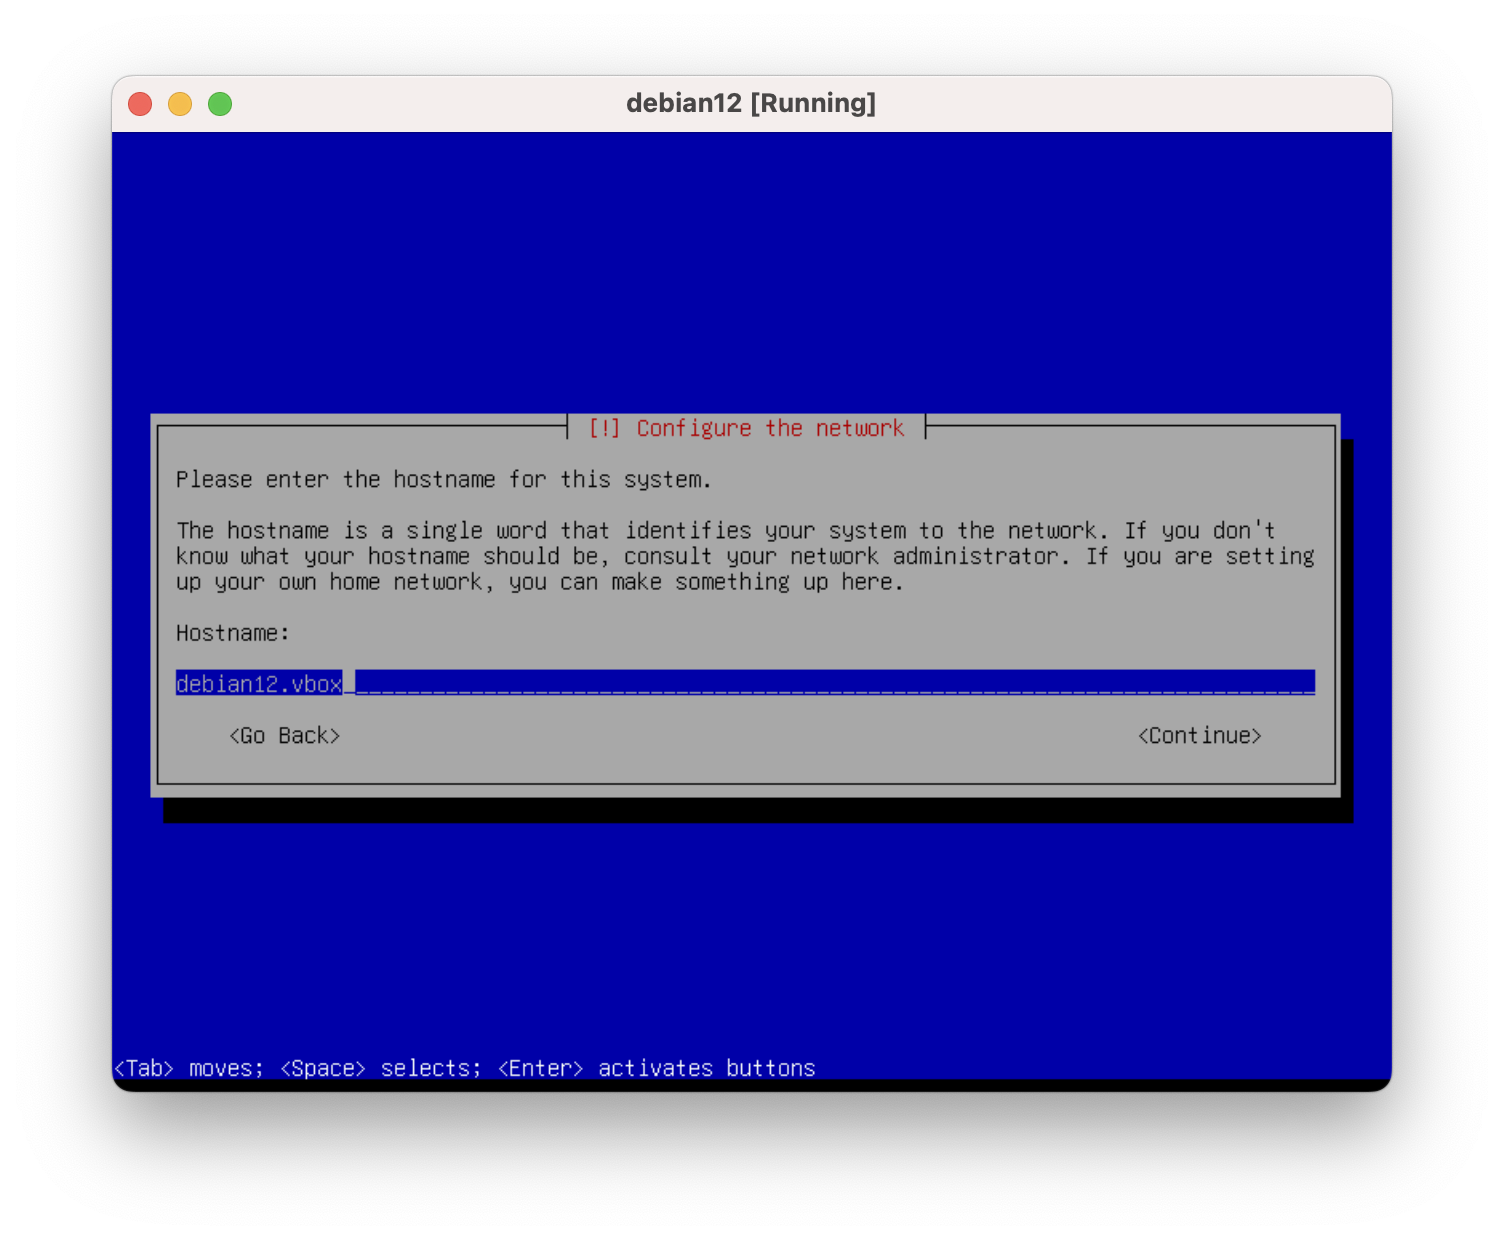 debian12 [Running]
[!] Configure the network
Please enter the hostname for this system.
The hostname is a single word that identifies your system to the network. If you don't
know what your hostname should be, consult your network administrator. If you are setting
up your own home network, you can make something up here.
Hostname:
debian12.vbox
<Go Back> <Continue>
<Tab> moves; <Space> selects; <Enter> activates buttons